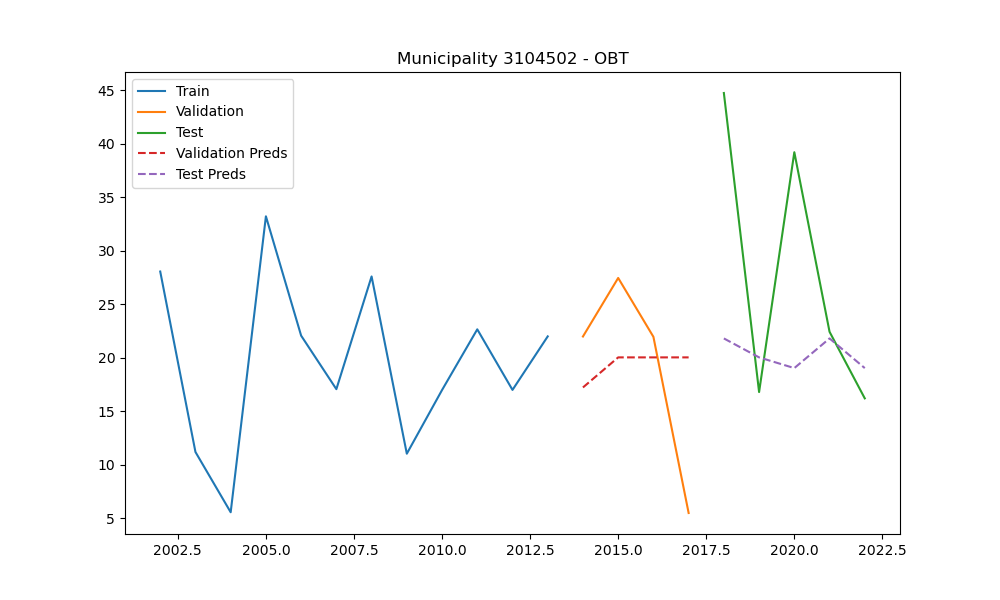 Municipality 3104502 - OBT
Train
Validation
Test
Validation Preds
Test Preds
45
40
35
30
25
20
15
10
5
2002.5 2005.0 2007.5 2010.0 2012.5 2015.0 2017.5 2020.0 2022.5